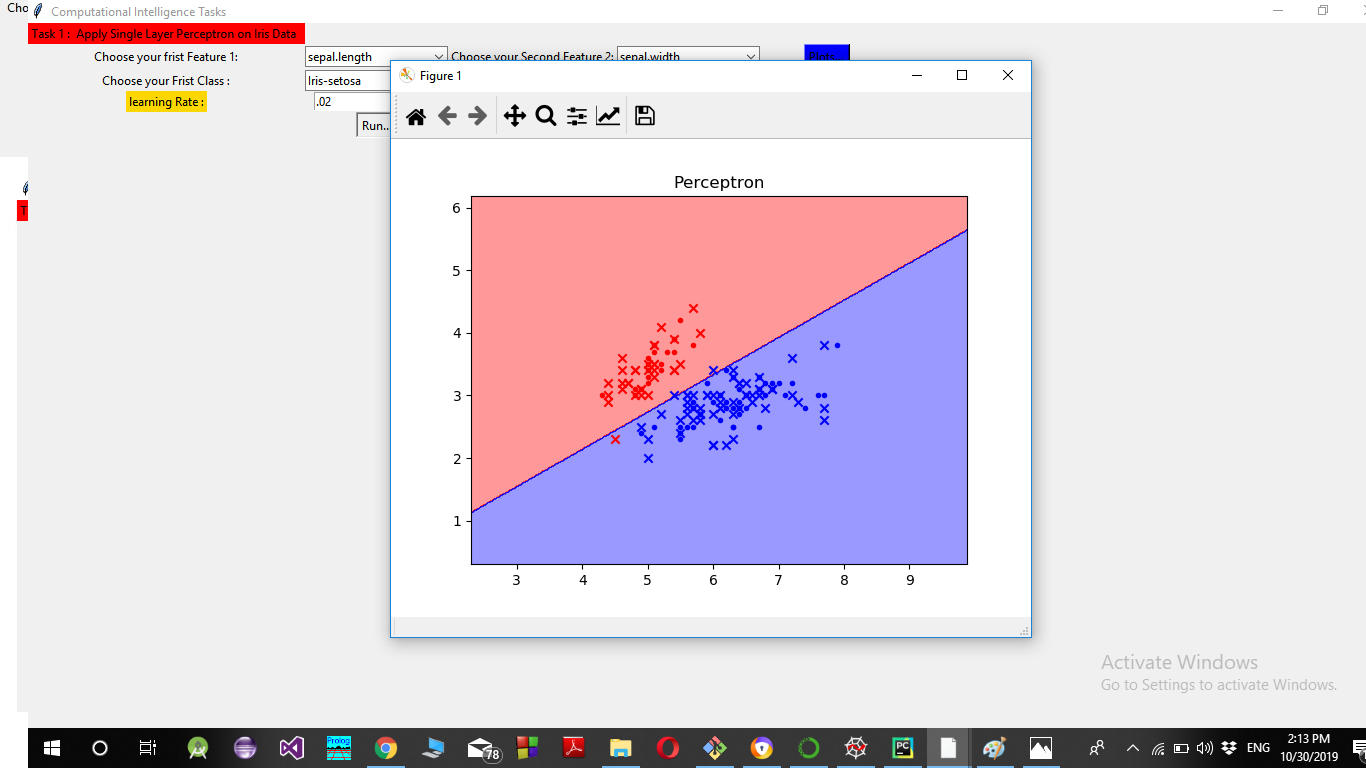 Cho
Computational Intelligence Tasks
Task 1 : Apply Single Layer Perceptron on Iris Data
Choose your frist Feature 1: sepal.length Choose your Second Feature 2: sepal.width Plots..
Choose your Frist Class : Iris-setosa
learning Rate : .02
Run..
T
Figure 1
Perceptron
6
5
4
3
2
1
3 4 5 6 7 8 9
Activate Windows
Go to Settings to activate Windows.
Prolog
78
PC
ENG
2:13 PM
10/30/2019